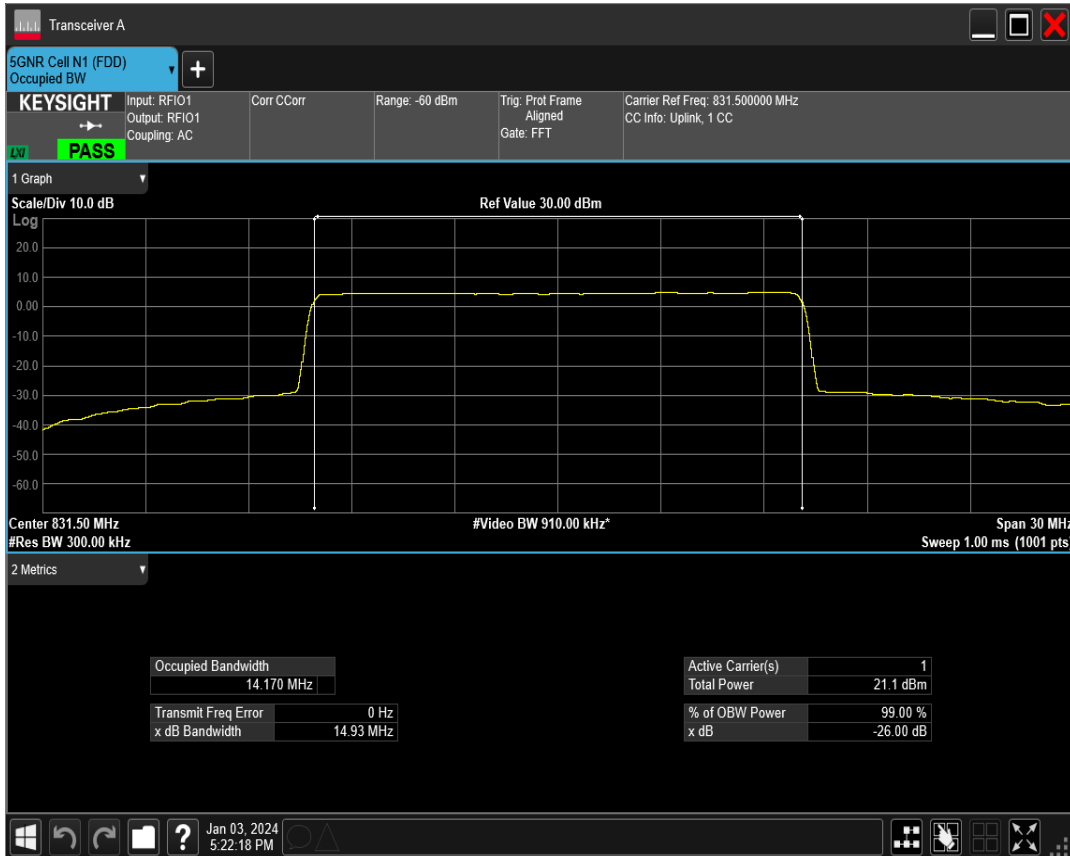 Transceiver A
5GNR Cell N1 (FDD)
Occupied BW
+
KEYSIGHT
LXI
PASS
Input: RFIO1
Output: RFIO1
Coupling: AC
Corr CCorr
Range: -60 dBm
Trig: Prot Frame
Aligned
Gate: FFT
Carrier Ref Freq: 831.500000 MHz
CC Info: Uplink, 1 CC
1 Graph
Scale/Div 10.0 dB
Ref Value 30.00 dBm
Log
20.0
10.0
0.00
-10.0
-20.0
-30.0
-40.0
-50.0
-60.0
Center 831.50 MHz
#Video BW 910.00 kHz*
Span 30 MHz
#Res BW 300.00 kHz
Sweep 1.00 ms (1001 pts)
2 Metrics
Occupied Bandwidth
14.170 MHz
Transmit Freq Error 0 Hz
x dB Bandwidth 14.93 MHz
Active Carrier(s) 1
Total Power 21.1 dBm
% of OBW Power 99.00 %
x dB -26.00 dB
?
Jan 03, 2024
5:22:18 PM